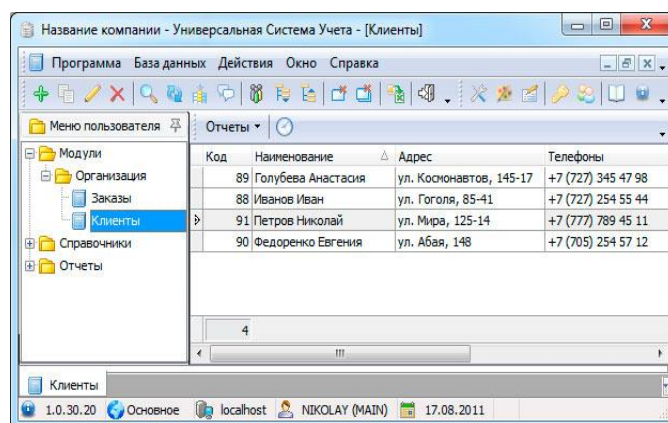 Название компании - Универсальная Система Учета - [Клиенты]
Программа База данных Действия Окно Справка
Меню пользователя Отчеты
Модули
Организация
Заказы
Клиенты
Справочники
Отчеты
Код Наименование Адрес Телефоны
89 Голубева Анастасия ул. Космонавтов, 145-17 +7 (727) 345 47 98
88 Иванов Иван ул. Гоголя, 85-41 +7 (727) 254 55 44
91 Петров Николай ул. Мира, 125-14 +7 (777) 789 45 11
90 Федоренко Евгения ул. Абая, 148 +7 (705) 254 57 12
4
Клиенты
1.0.30.20 Основное localhost NIKOLAY (MAIN) 17.08.2011